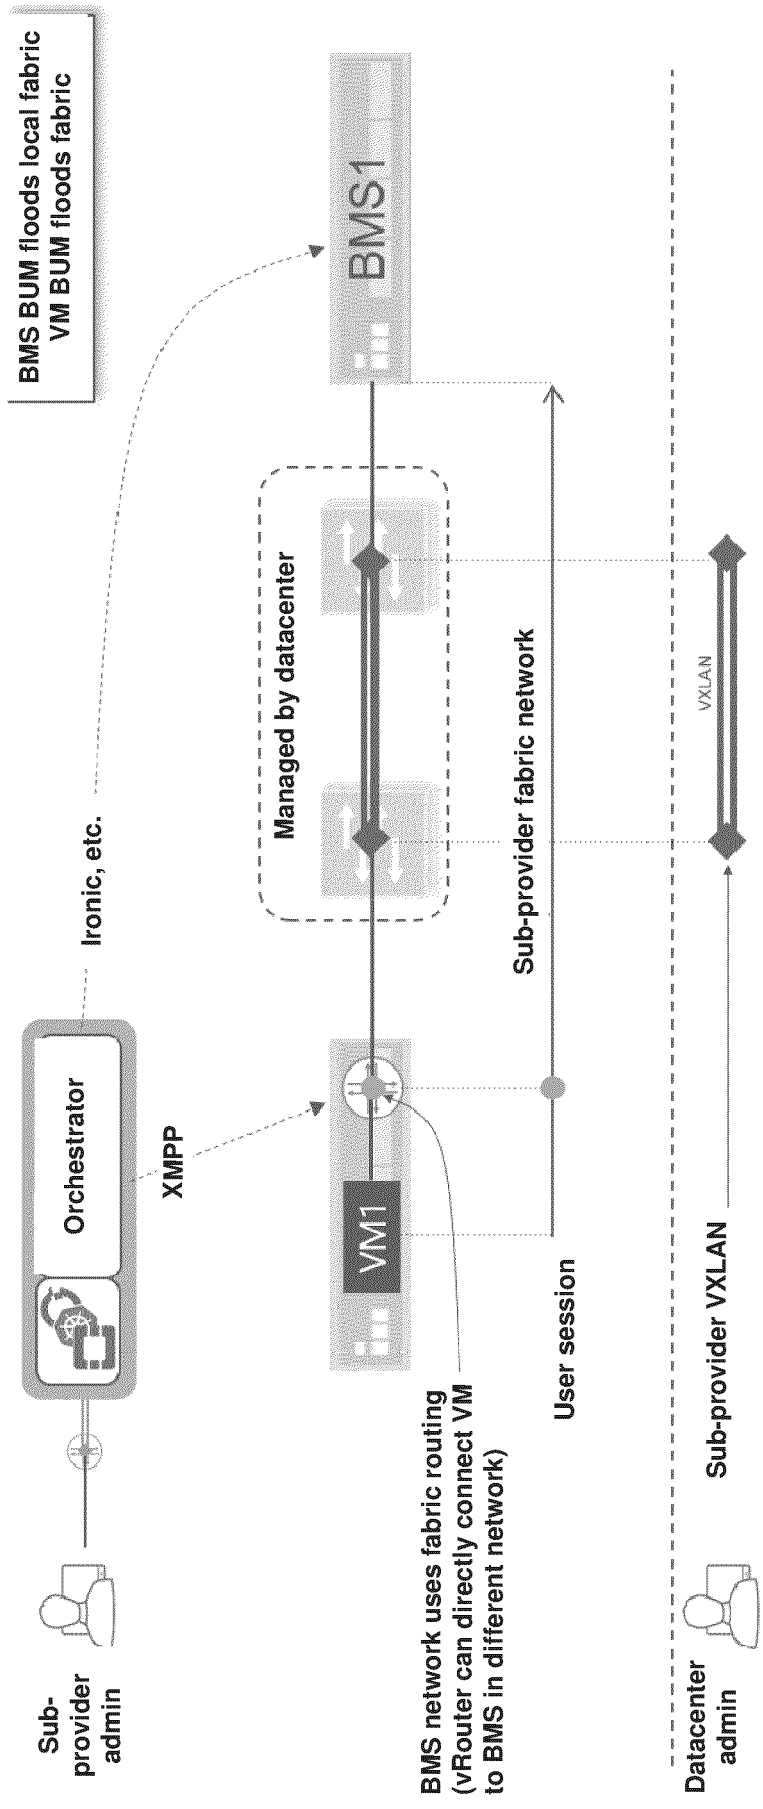 BMS BUM floods local fabric
VM BUM floods fabric
Sub-
provider
admin
Orchestrator
Ironic, etc.
XMPP
VM1
Managed by datacenter
BMS1
BMS network uses fabric routing
(vRouter can directly connect VM
to BMS in different network)
Sub-provider fabric network
User session
Datacenter
admin
Sub-provider VXLAN
VXLAN